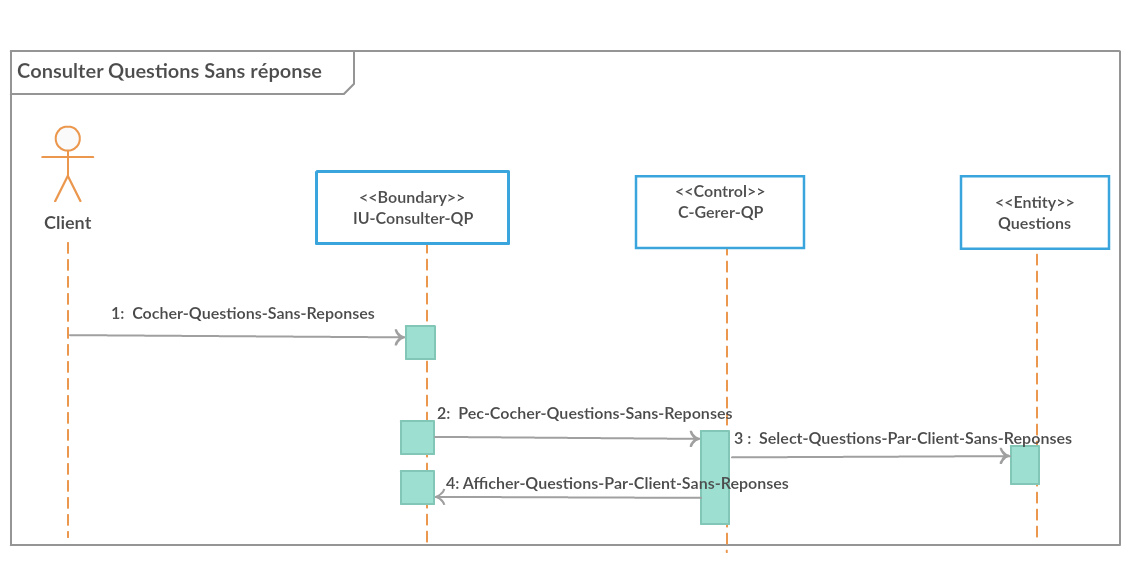 Consulter Questions Sans réponse
Client
<<Boundary>>
IU-Consulter-QP
<<Control>>
C-Gerer-QP
<<Entity>>
Questions
1:  Cocher-Questions-Sans-Reponses
2:  Pec-Cocher-Questions-Sans-Reponses
3 :  Select-Questions-Par-Client-Sans-Reponses
4: Afficher-Questions-Par-Client-Sans-Reponses